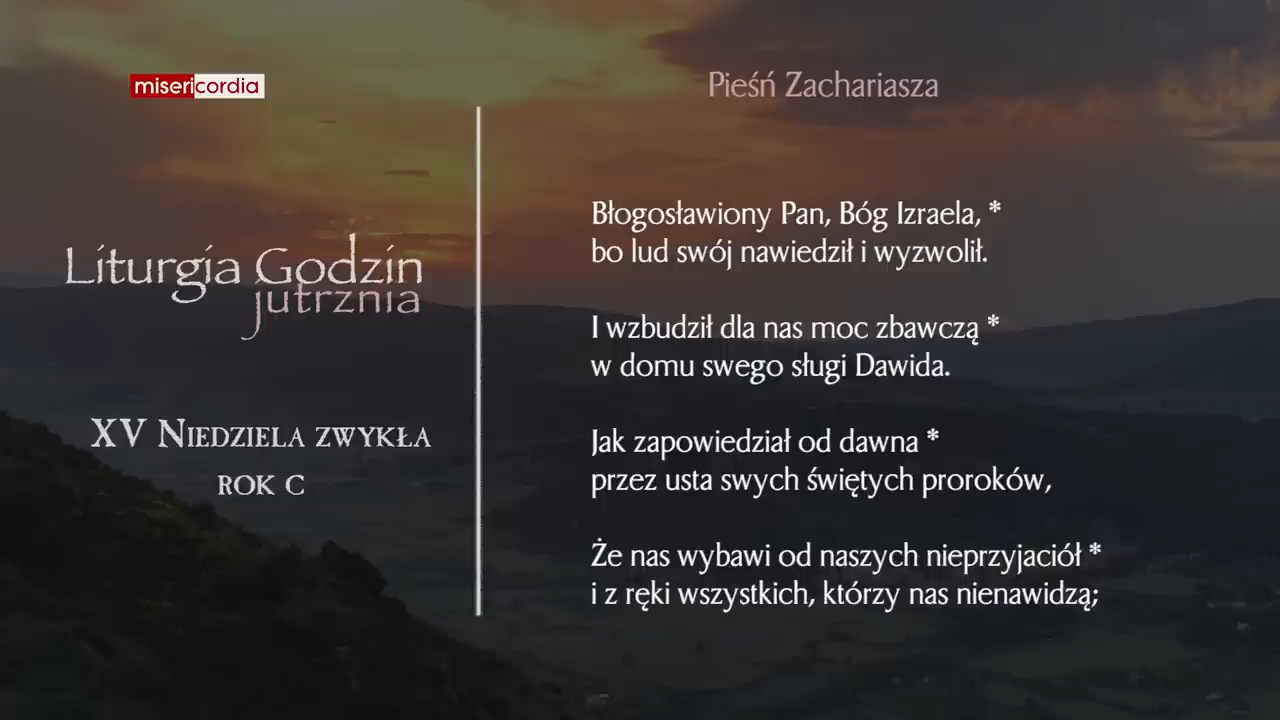 misericordia
Liturgia Godzin
jutrznia
XV Niedziela zwykła
rok C
Pieśń Zachariasza
Błogosławiony Pan, Bóg Izraela, *
bo lud swój nawiedził i wyzwolił.
I wzbudził dla nas moc zbawczą *
w domu swego sługi Dawida.
Jak zapowiedział od dawna *
przez usta swych świętych proroków,
Że nas wybawi od naszych nieprzyjaciół *
i z ręki wszystkich, którzy nas nienawidzą;